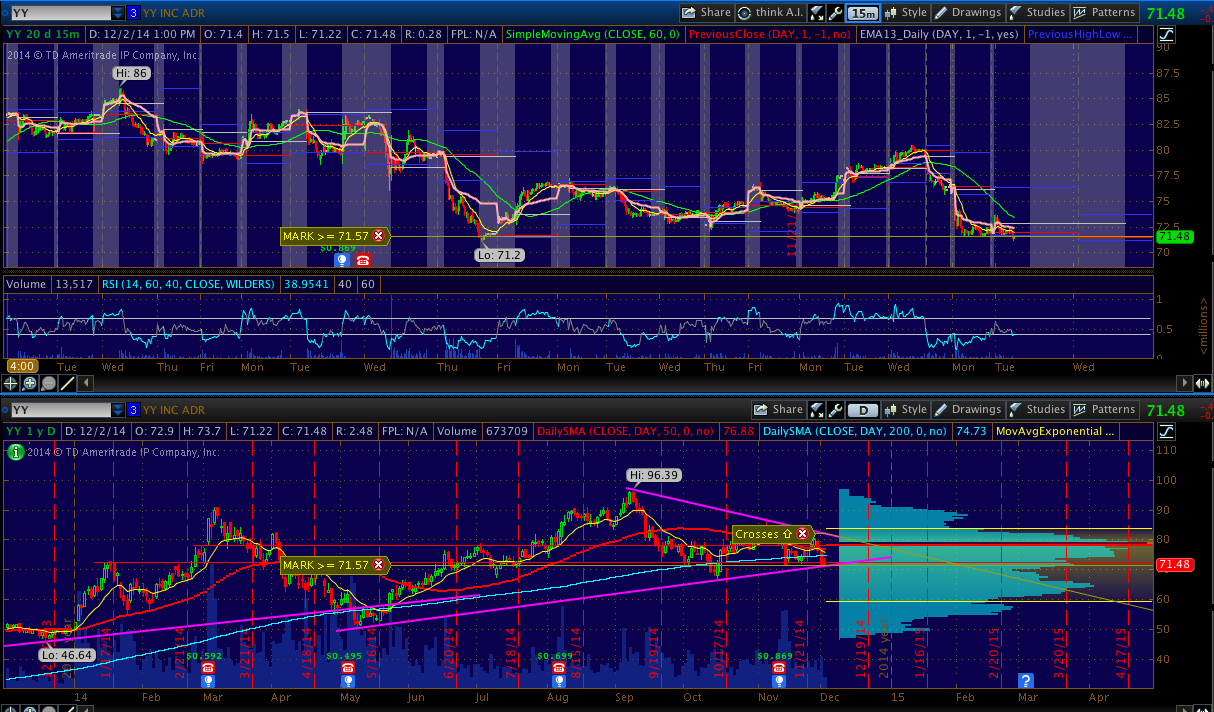 YY 3 YY INC ADR Share think A.I. 15m Style Drawings Studies Patterns 71.48
YY 20 d 15m D: 12/2/14 1:00 PM O: 71.4 H: 71.5 L: 71.22 C: 71.48 R: 0.28 FPL: N/A SimpleMovingAvg (CLOSE, 60, 0) PreviousClose (DAY, 1, -1, no) EMA13_Daily (DAY, 1, -1, yes) PreviousHighLow ...
2014 © TD Ameritrade IP Company, Inc.
90
Hi: 86
87.5
85
82.5
80
77.5
75
72.5
MARK >= 71.57
71.48
$0.869
Lo: 71.2
11/21/14
70
Volume 13,517 RSI (14, 60, 40, CLOSE, WILDERS) 38.9541 40 60
1
0.5
0
<millions>
4:00 Tue Wed Thu Fri Mon Tue Wed Thu Fri Mon Tue Wed Thu Fri Mon Tue Wed Mon Tue Wed
YY 3 YY INC ADR Share D Style Drawings Studies Patterns 71.48
YY 1 y D D: 12/2/14 O: 72.9 H: 73.7 L: 71.22 C: 71.48 R: 2.48 FPL: N/A Volume 673709 DailySMA (CLOSE, DAY, 50, 0, no) 76.88 DailySMA (CLOSE, DAY, 200, 0, no) 74.73 MovAvgExponential ...
2014 © TD Ameritrade IP Company, Inc.
110
Hi: 96.39
100
90
Crosses
80
MARK >= 71.57
71.48
60
50
40
Lo: 46.64
$0.592 $0.495 $0.699 $0.869
1/17/14 2/21/14 3/21/14 4/18/14 5/16/14 6/20/14 7/18/14 8/15/14 9/19/14 10/17/14 11/21/14 12/19/14 2014 year 1/16/15 2/20/15 3/20/15 4/17/15
14 Feb Mar Apr May Jun Jul Aug Sep Oct Nov Dec 15 Feb Mar Apr